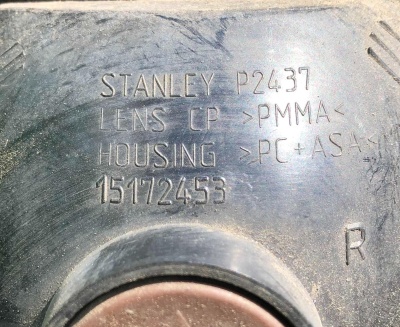 STANLEY P2437
LENS CP >PMMA<
HOUSING >PC+ASA<
15172453
R